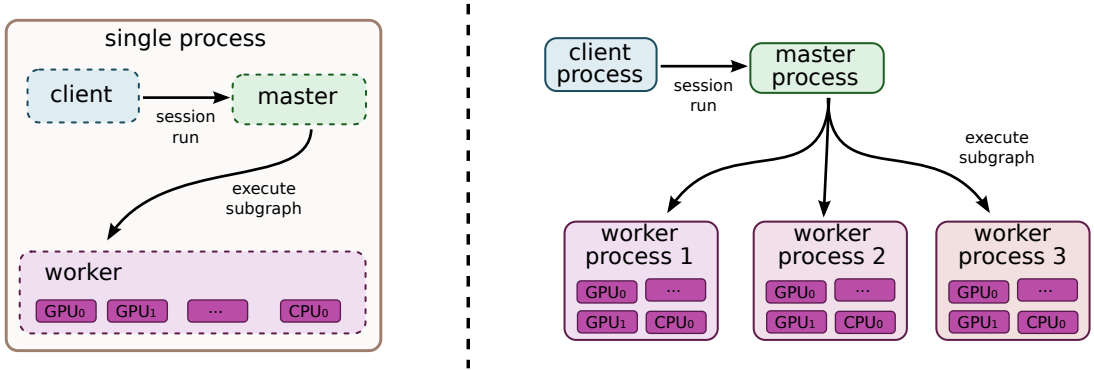 single process
client
master
session
run
execute
subgraph
worker
GPU₀
GPU₁
...
CPU₀
client
process
master
process
session
run
execute
subgraph
worker
process 1
GPU₀
...
GPU₁
CPU₀
worker
process 2
GPU₀
...
GPU₁
CPU₀
worker
process 3
GPU₀
...
GPU₁
CPU₀